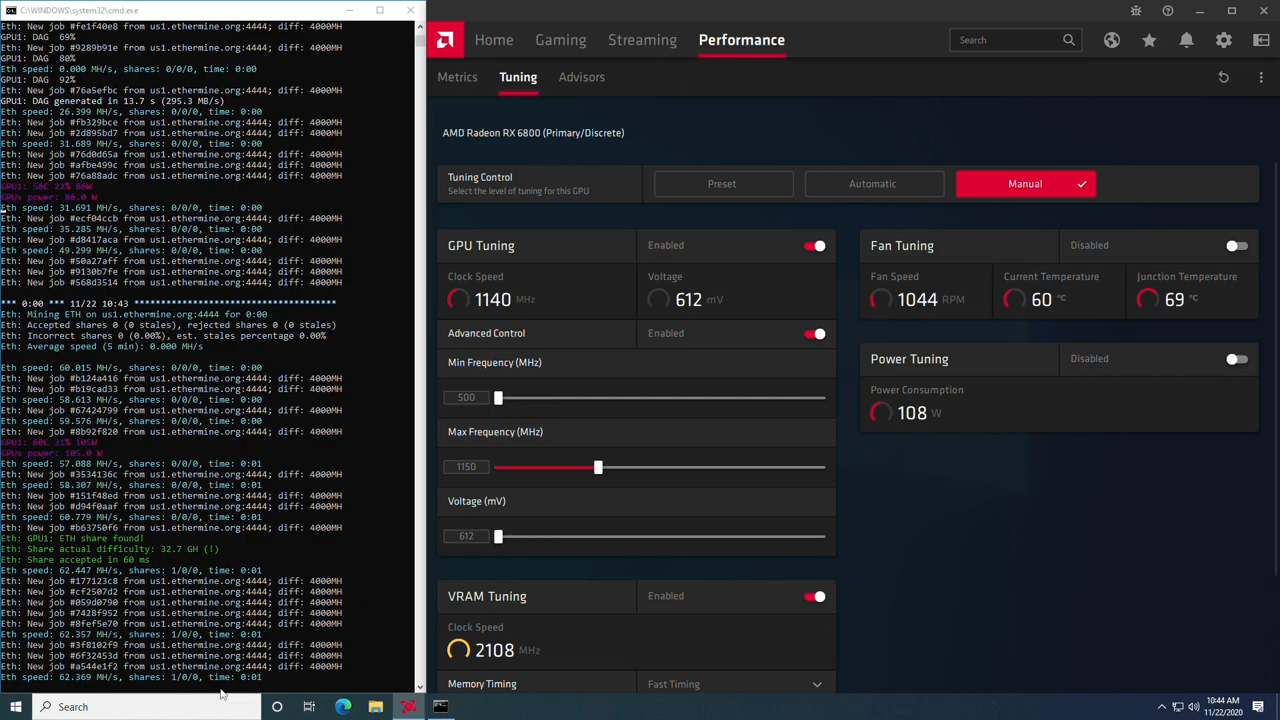 C:\WINDOWS\system32\cmd.exe
Eth: New job #fe1f40e8 from us1.ethermine.org:4444; diff: 4000MH
GPU1: DAG  69%
Eth: New job #9289b91e from us1.ethermine.org:4444; diff: 4000MH
GPU1: DAG  80%
Eth speed: 0.000 MH/s, shares: 0/0/0, time: 0:00
GPU1: DAG  92%
Eth: New job #76a5efbc from us1.ethermine.org:4444; diff: 4000MH
GPU1: DAG generated in 13.7 s (295.3 MB/s)
Eth speed: 26.399 MH/s, shares: 0/0/0, time: 0:00
Eth: New job #fb329bce from us1.ethermine.org:4444; diff: 4000MH
Eth: New job #2d895bd7 from us1.ethermine.org:4444; diff: 4000MH
Eth speed: 31.689 MH/s, shares: 0/0/0, time: 0:00
Eth: New job #76d0d65a from us1.ethermine.org:4444; diff: 4000MH
Eth: New job #afbe499c from us1.ethermine.org:4444; diff: 4000MH
Eth: New job #76a88adc from us1.ethermine.org:4444; diff: 4000MH
GPU1: 56C 22% 86W
GPUs power: 86.0 W
Eth speed: 31.691 MH/s, shares: 0/0/0, time: 0:00
Eth: New job #ecf04ccb from us1.ethermine.org:4444; diff: 4000MH
Eth speed: 35.285 MH/s, shares: 0/0/0, time: 0:00
Eth: New job #d8417aca from us1.ethermine.org:4444; diff: 4000MH
Eth speed: 49.299 MH/s, shares: 0/0/0, time: 0:00
Eth: New job #50a27aff from us1.ethermine.org:4444; diff: 4000MH
Eth: New job #9130b7fe from us1.ethermine.org:4444; diff: 4000MH
Eth: New job #568d3514 from us1.ethermine.org:4444; diff: 4000MH
*** 0:00 *** 11/22 10:43 **************************************
Eth: Mining ETH on us1.ethermine.org:4444 for 0:00
Eth: Accepted shares 0 (0 stales), rejected shares 0 (0 stales)
Eth: Incorrect shares 0 (0.00%), est. stales percentage 0.00%
Eth: Average speed (5 min): 0.000 MH/s
Eth speed: 60.015 MH/s, shares: 0/0/0, time: 0:00
Eth: New job #b124a416 from us1.ethermine.org:4444; diff: 4000MH
Eth: New job #b19cad33 from us1.ethermine.org:4444; diff: 4000MH
Eth speed: 58.613 MH/s, shares: 0/0/0, time: 0:00
Eth: New job #67424799 from us1.ethermine.org:4444; diff: 4000MH
Eth speed: 59.576 MH/s, shares: 0/0/0, time: 0:00
Eth: New job #8b92f820 from us1.ethermine.org:4444; diff: 4000MH
GPU1: 60C 31% 105W
GPUs power: 105.0 W
Eth speed: 57.088 MH/s, shares: 0/0/0, time: 0:01
Eth: New job #3534136c from us1.ethermine.org:4444; diff: 4000MH
Eth speed: 58.307 MH/s, shares: 0/0/0, time: 0:01
Eth: New job #151f48ed from us1.ethermine.org:4444; diff: 4000MH
Eth: New job #d94f0aaf from us1.ethermine.org:4444; diff: 4000MH
Eth speed: 60.779 MH/s, shares: 0/0/0, time: 0:01
Eth: New job #b63750f6 from us1.ethermine.org:4444; diff: 4000MH
Eth: GPU1: ETH share found!
Eth: Share actual difficulty: 32.7 GH (!)
Eth: Share accepted in 60 ms
Eth speed: 62.447 MH/s, shares: 1/0/0, time: 0:01
Eth: New job #177123c8 from us1.ethermine.org:4444; diff: 4000MH
Eth: New job #cf2507d2 from us1.ethermine.org:4444; diff: 4000MH
Eth: New job #059d0790 from us1.ethermine.org:4444; diff: 4000MH
Eth: New job #7428f952 from us1.ethermine.org:4444; diff: 4000MH
Eth: New job #8fef5e70 from us1.ethermine.org:4444; diff: 4000MH
Eth speed: 62.357 MH/s, shares: 1/0/0, time: 0:01
Eth: New job #3f8102f9 from us1.ethermine.org:4444; diff: 4000MH
Eth: New job #6f32453d from us1.ethermine.org:4444; diff: 4000MH
Eth: New job #a544e1f2 from us1.ethermine.org:4444; diff: 4000MH
Eth speed: 62.369 MH/s, shares: 1/0/0, time: 0:01
Home Gaming Streaming Performance Search
Metrics Tuning Advisors
AMD Radeon RX 6800 (Primary/Discrete)
Tuning Control
Select the level of tuning for this GPU
Preset Automatic Manual
GPU Tuning Enabled
Clock Speed Voltage
1140 MHz 612 mV
Advanced Control Enabled
Min Frequency (MHz)
500
Max Frequency (MHz)
1150
Voltage (mV)
612
VRAM Tuning Enabled
Clock Speed
2108 MHz
Memory Timing Fast Timing
Fan Tuning Disabled
Fan Speed Current Temperature Junction Temperature
1044 RPM 60 °C 69 °C
Power Tuning Disabled
Power Consumption
108 W
Search
10:44 AM
11/22/2020